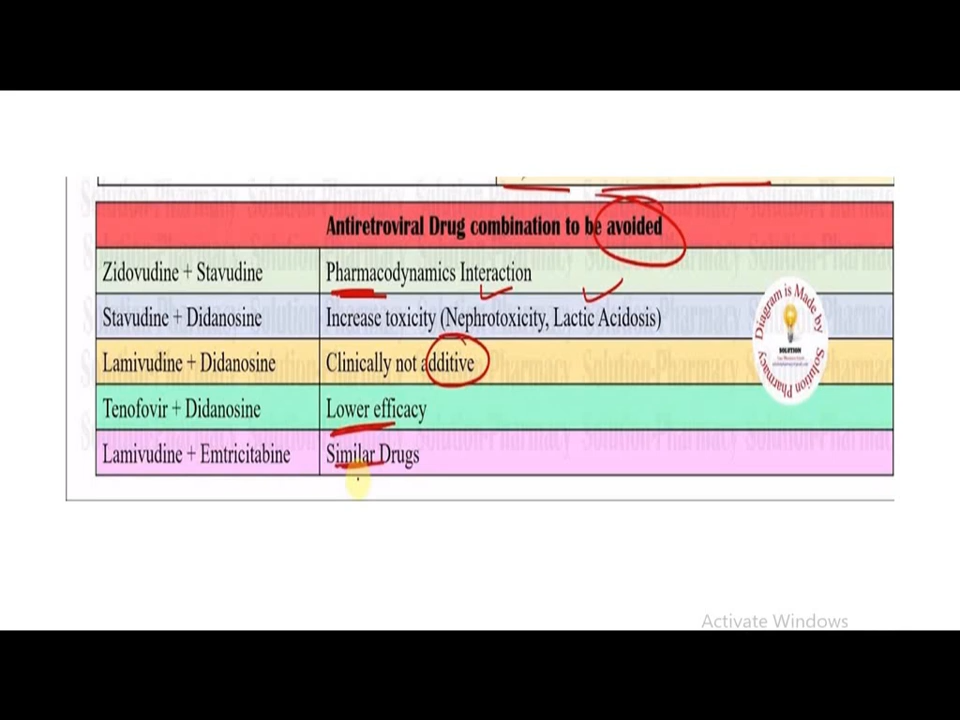 Antiretroviral Drug combination to be avoided
Zidovudine + Stavudine Pharmacodynamics Interaction
Stavudine + Didanosine Increase toxicity (Nephrotoxicity, Lactic Acidosis)
Lamivudine + Didanosine Clinically not additive
Tenofovir + Didanosine Lower efficacy
Lamivudine + Emtricitabine Similar Drugs
Diagram is Made by Solution Pharmacy
SOLUTION
Activate Windows